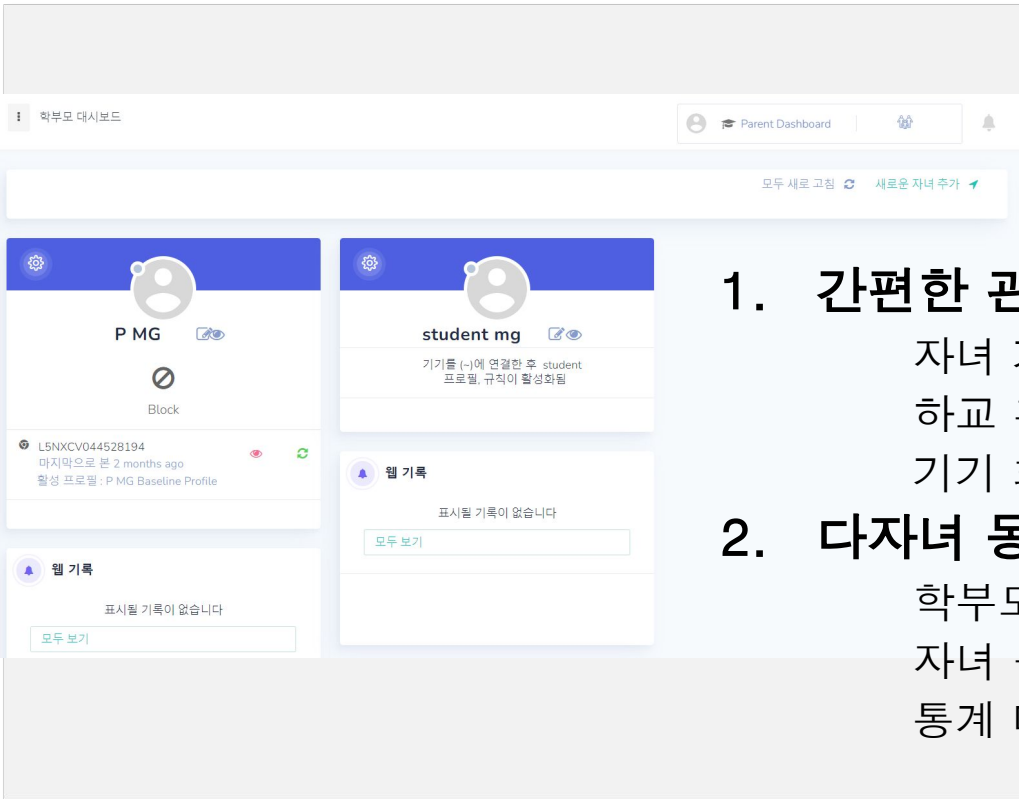 학부모 대시보드
Parent Dashboard
모두 새로 고침
새로운 자녀 추가
P MG
Block
L5NXCV044528194
마지막으로 본 2 months ago
활성 프로필 : P MG Baseline Profile
웹 기록
표시될 기록이 없습니다
모두 보기
student mg
기기를 (~)에 연결한 후 student
프로필, 규칙이 활성화됨
웹 기록
표시될 기록이 없습니다
모두 보기
1. 간편한
자녀
하교
기기
2. 다자녀
학부모
자녀
통계